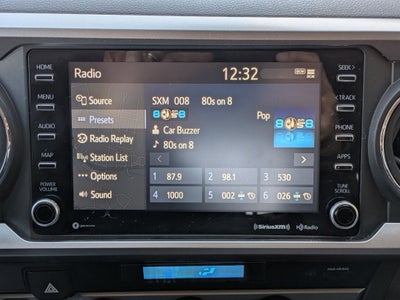 Radio 12:32
HOME
MENU
AUDIO
MAP
POWER
VOLUME
SEEK >
< TRACK
PHONE
APPS
TUNE
SCROLL
Source
Presets
Radio Replay
Station List
Options
Sound
SXM 008 80s on 8
8 8 Pop
Car Buzzer
80s on 8
< >
1 87.9 2 98.1 3 530
4 1000 5 002 6 026
SiriusXM HD Radio